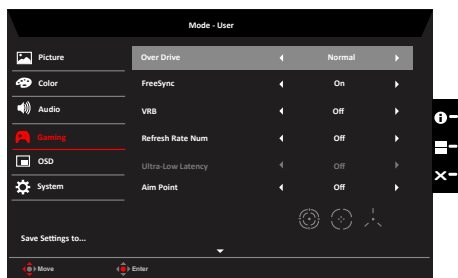 Mode - User
Picture
Over Drive Normal
Color
FreeSync On
Audio
VRB Off
Gaming
Refresh Rate Num Off
OSD
Ultra-Low Latency Off
System
Aim Point Off
Save Settings to...
Move Enter